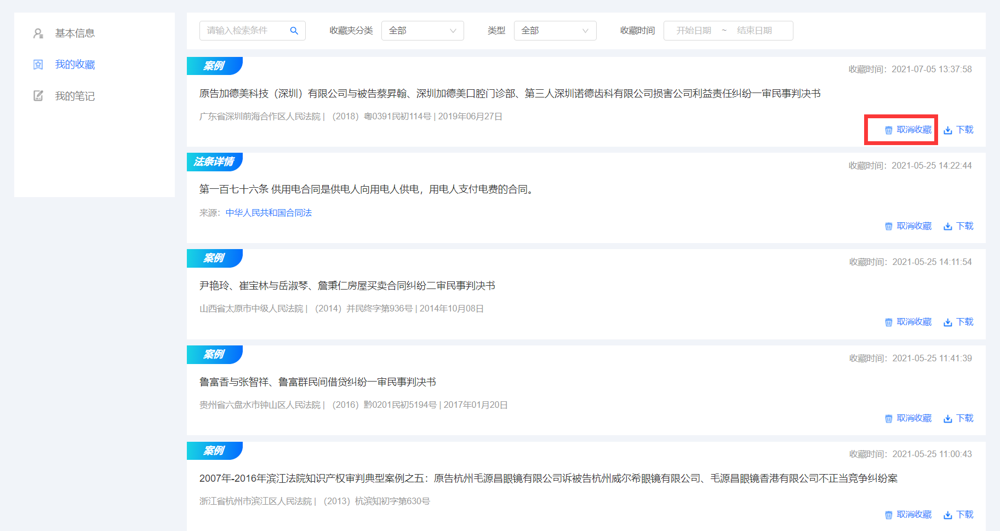 基本信息
我的收藏
我的笔记
请输入检索条件 收藏夹分类 全部 类型 全部 收藏时间 开始日期 ~ 结束日期
案例
收藏时间：2021-07-05 13:37:58
原告加德美科技（深圳）有限公司与被告蔡昇翰、深圳加德美口腔门诊部、第三人深圳诺德齿科有限公司损害公司利益责任纠纷一审民事判决书
广东省深圳前海合作区人民法院 | （2018）粤0391民初114号 | 2019年06月27日
取消收藏 下载
法条详情
收藏时间：2021-05-25 14:22:44
第一百七十六条 供用电合同是供电人向用电人供电，用电人支付电费的合同。
来源：中华人民共和国合同法
取消收藏 下载
案例
收藏时间：2021-05-25 14:11:54
尹艳玲、崔宝林与岳淑琴、詹秉仁房屋买卖合同纠纷二审民事判决书
山西省太原市中级人民法院 | （2014）并民终字第936号 | 2014年10月08日
取消收藏 下载
案例
收藏时间：2021-05-25 11:41:39
鲁富香与张智祥、鲁富群民间借贷纠纷一审民事判决书
贵州省六盘水市钟山区人民法院 | （2016）黔0201民初5194号 | 2017年01月20日
取消收藏 下载
案例
收藏时间：2021-05-25 11:00:43
2007年-2016年滨江法院知识产权审判典型案例之五：原告杭州毛源昌眼镜有限公司诉被告杭州威尔希眼镜有限公司、毛源昌眼镜香港有限公司不正当竞争纠纷案
浙江省杭州市滨江区人民法院 | （2013）杭滨知初字第630号
取消收藏 下载